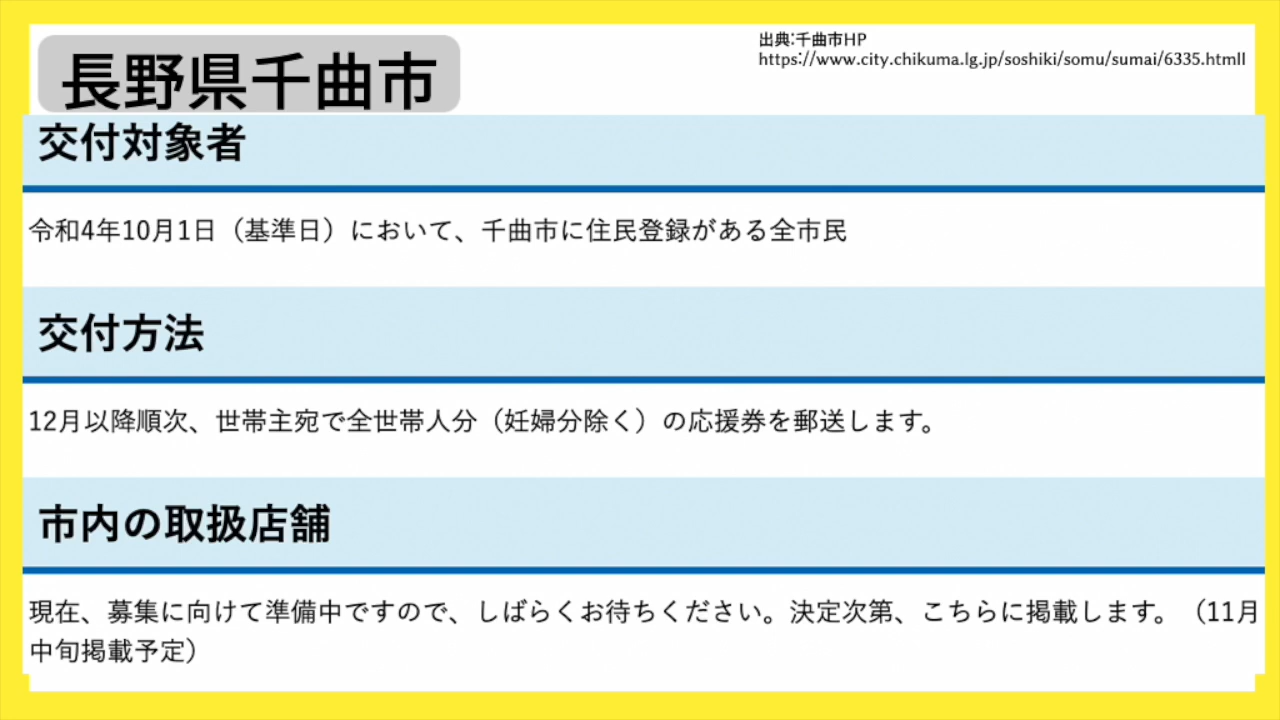 長野県千曲市
出典:千曲市HP
https://www.city.chikuma.lg.jp/soshiki/somu/sumai/6335.htmll
交付対象者
令和4年10月1日（基準日）において、千曲市に住民登録がある全市民
交付方法
12月以降順次、世帯主宛で全世帯人分（妊婦分除く）の応援券を郵送します。
市内の取扱店舗
現在、募集に向けて準備中ですので、しばらくお待ちください。決定次第、こちらに掲載します。（11月
中旬掲載予定）